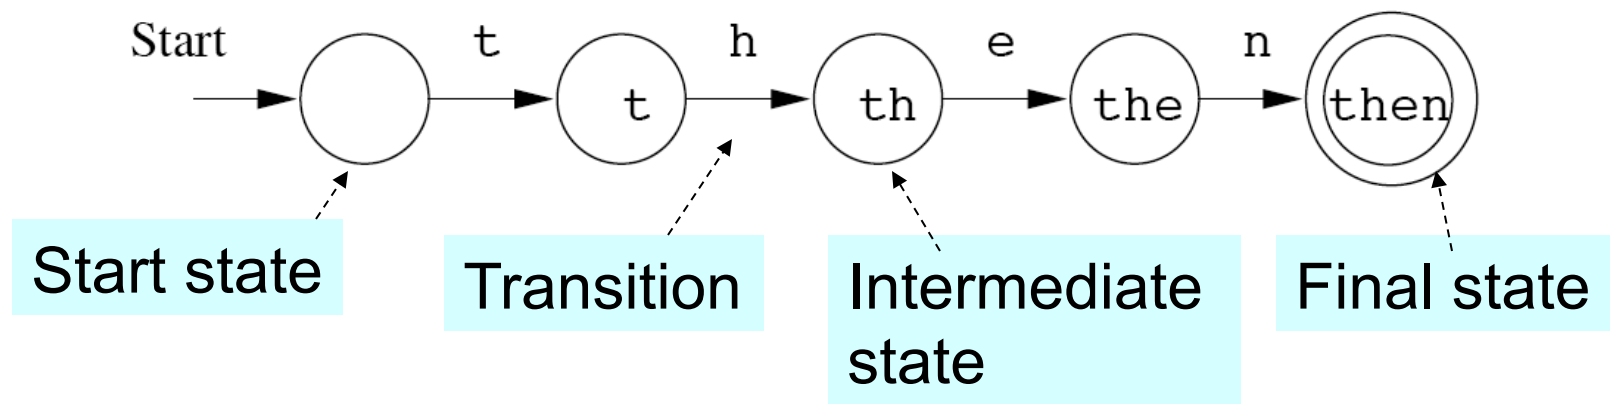 Start t h e n
t th the then
Start state Transition Intermediate Final state
state